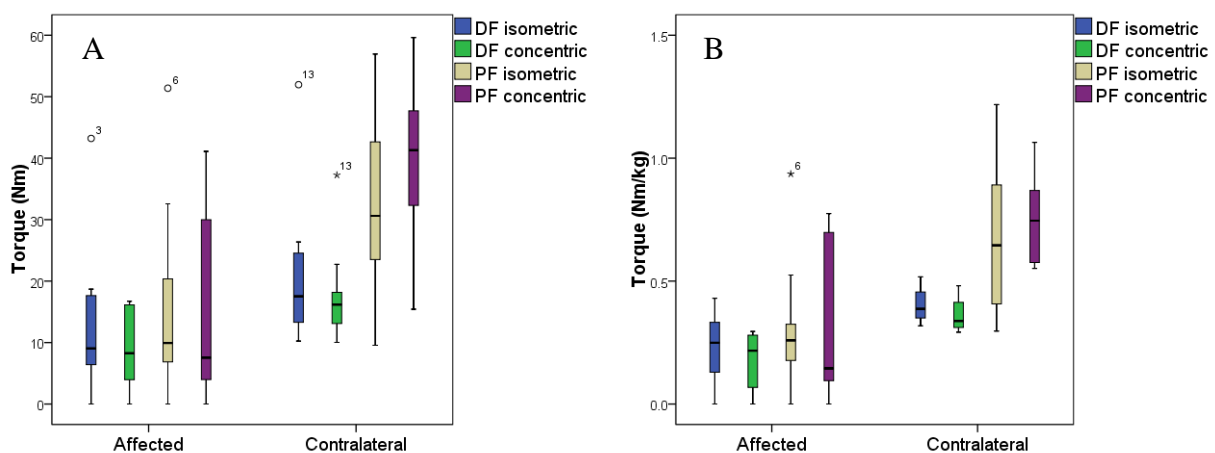 A
DF isometric
DF concentric
PF isometric
PF concentric
Torque (Nm)
60
50
40
30
20
10
0
3
6
13
13
Affected
Contralateral
B
DF isometric
DF concentric
PF isometric
PF concentric
Torque (Nm/kg)
1.5
1.0
0.5
0.0
6
Affected
Contralateral